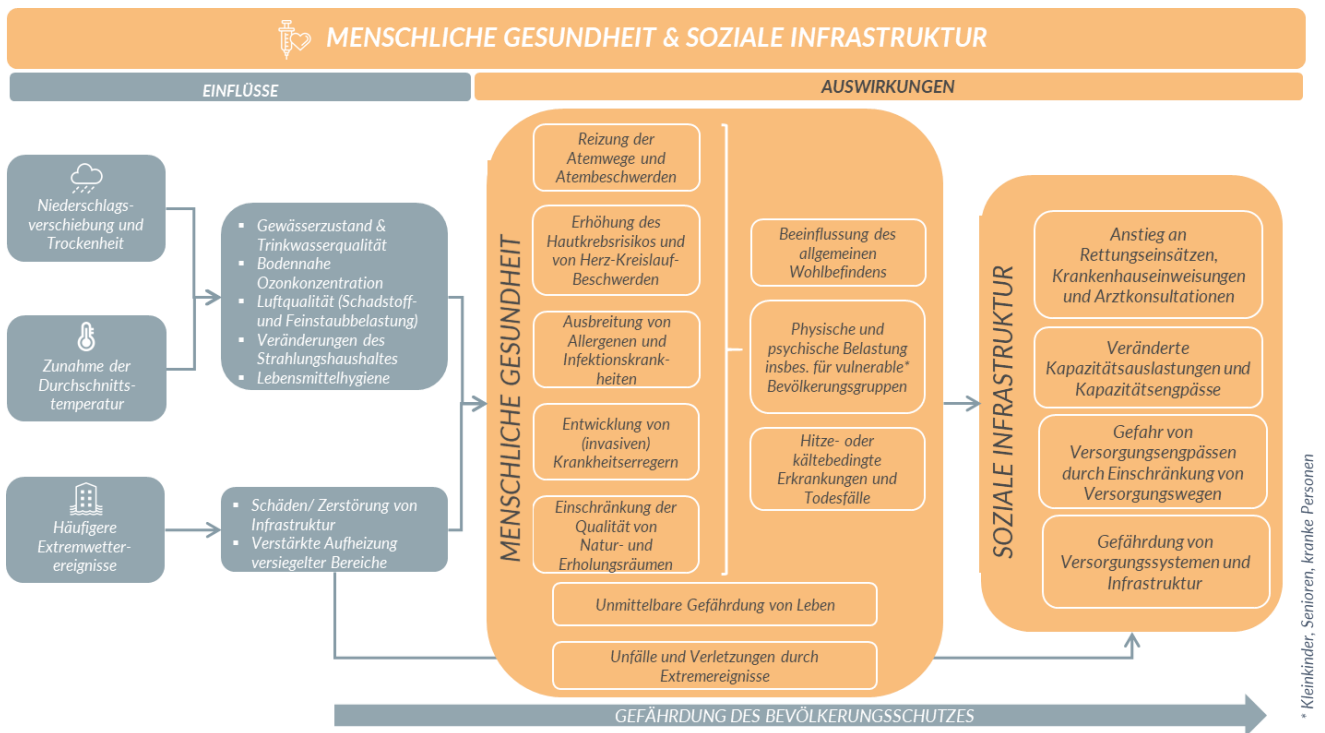 MENSCHLICHE GESUNDHEIT & SOZIALE INFRASTRUKTUR
EINFLÜSSE
AUSWIRKUNGEN
Niederschlags-
verschiebung und
Trockenheit
Zunahme der
Durchschnitts-
temperatur
Häufigere
Extremwetter-
ereignisse
▪ Gewässerzustand &
Trinkwasserqualität
▪ Bodennahe
Ozonkonzentration
▪ Luftqualität (Schadstoff-
und Feinstaubbelastung)
▪ Veränderungen des
Strahlungshaushaltes
▪ Lebensmittelhygiene
▪ Schäden/ Zerstörung von
Infrastruktur
▪ Verstärkte Aufheizung
versiegelter Bereiche
MENSCHLICHE GESUNDHEIT
Reizung der
Atemwege und
Atembeschwerden
Erhöhung des
Hautkrebsrisikos und
von Herz-Kreislauf-
Beschwerden
Ausbreitung von
Allergenen und
Infektionskrank-
heiten
Entwicklung von
(invasiven)
Krankheitserregern
Einschränkung der
Qualität von
Natur- und
Erholungsräumen
Beeinflussung des
allgemeinen
Wohlbefindens
Physische und
psychische Belastung
insbes. für vulnerable*
Bevölkerungsgruppen
Hitze- oder
kältebedingte
Erkrankungen und
Todesfälle
Unmittelbare Gefährdung von Leben
Unfälle und Verletzungen durch
Extremereignisse
SOZIALE INFRASTRUKTUR
Anstieg an
Rettungseinsätzen,
Krankenhauseinweisungen
und Arztkonsultationen
Veränderte
Kapazitätsauslastungen und
Kapazitätsengpässe
Gefahr von
Versorgungsengpässen
durch Einschränkung von
Versorgungswegen
Gefährdung von
Versorgungssystemen und
Infrastruktur
GEFÄHRDUNG DES BEVÖLKERUNGSSCHUTZES
* Kleinkinder, Senioren, kranke Personen